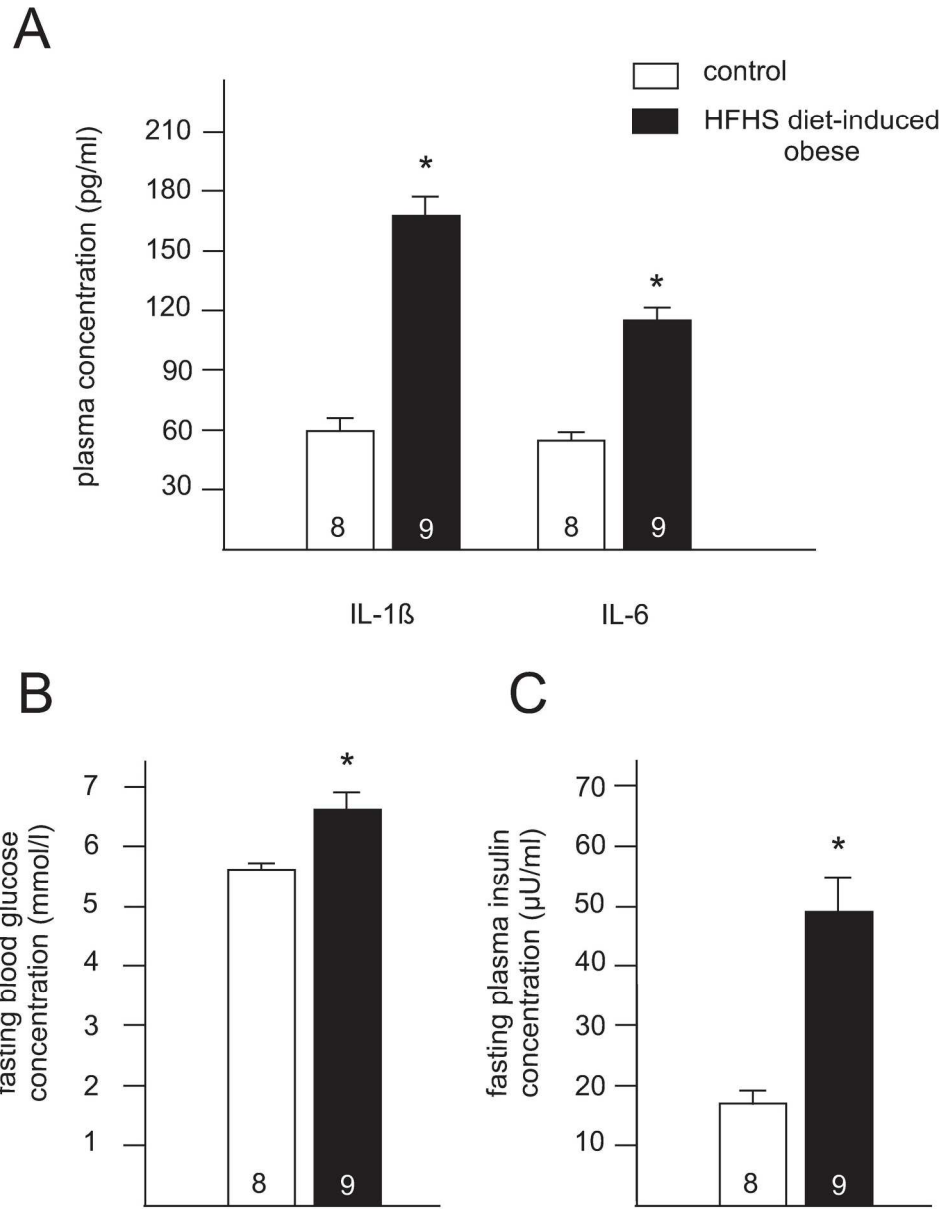 A
control
HFHS diet-induced
obese
plasma concentration (pg/ml)
210
180
150
120
90
60
30
*
*
8
9
8
9
IL-1ß
IL-6
B
fasting blood glucose
concentration (mmol/l)
7
6
5
4
3
2
1
*
8
9
C
fasting plasma insulin
concentration (µU/ml)
70
60
50
40
30
20
10
*
8
9